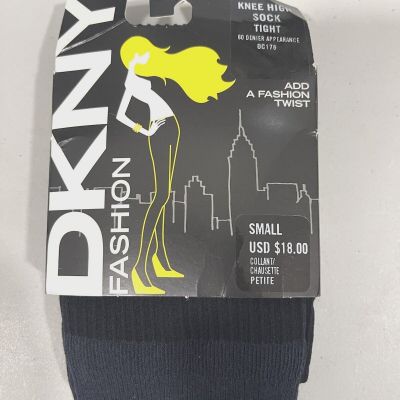 KNEE HIGH
SOCK
TIGHT
60 DENIER APPEARANCE
DC176
ADD
A FASHION
TWIST
DKNY
FASHION
SMALL
USD $18.00
COLLANT/
CHAUSETTE
PETITE